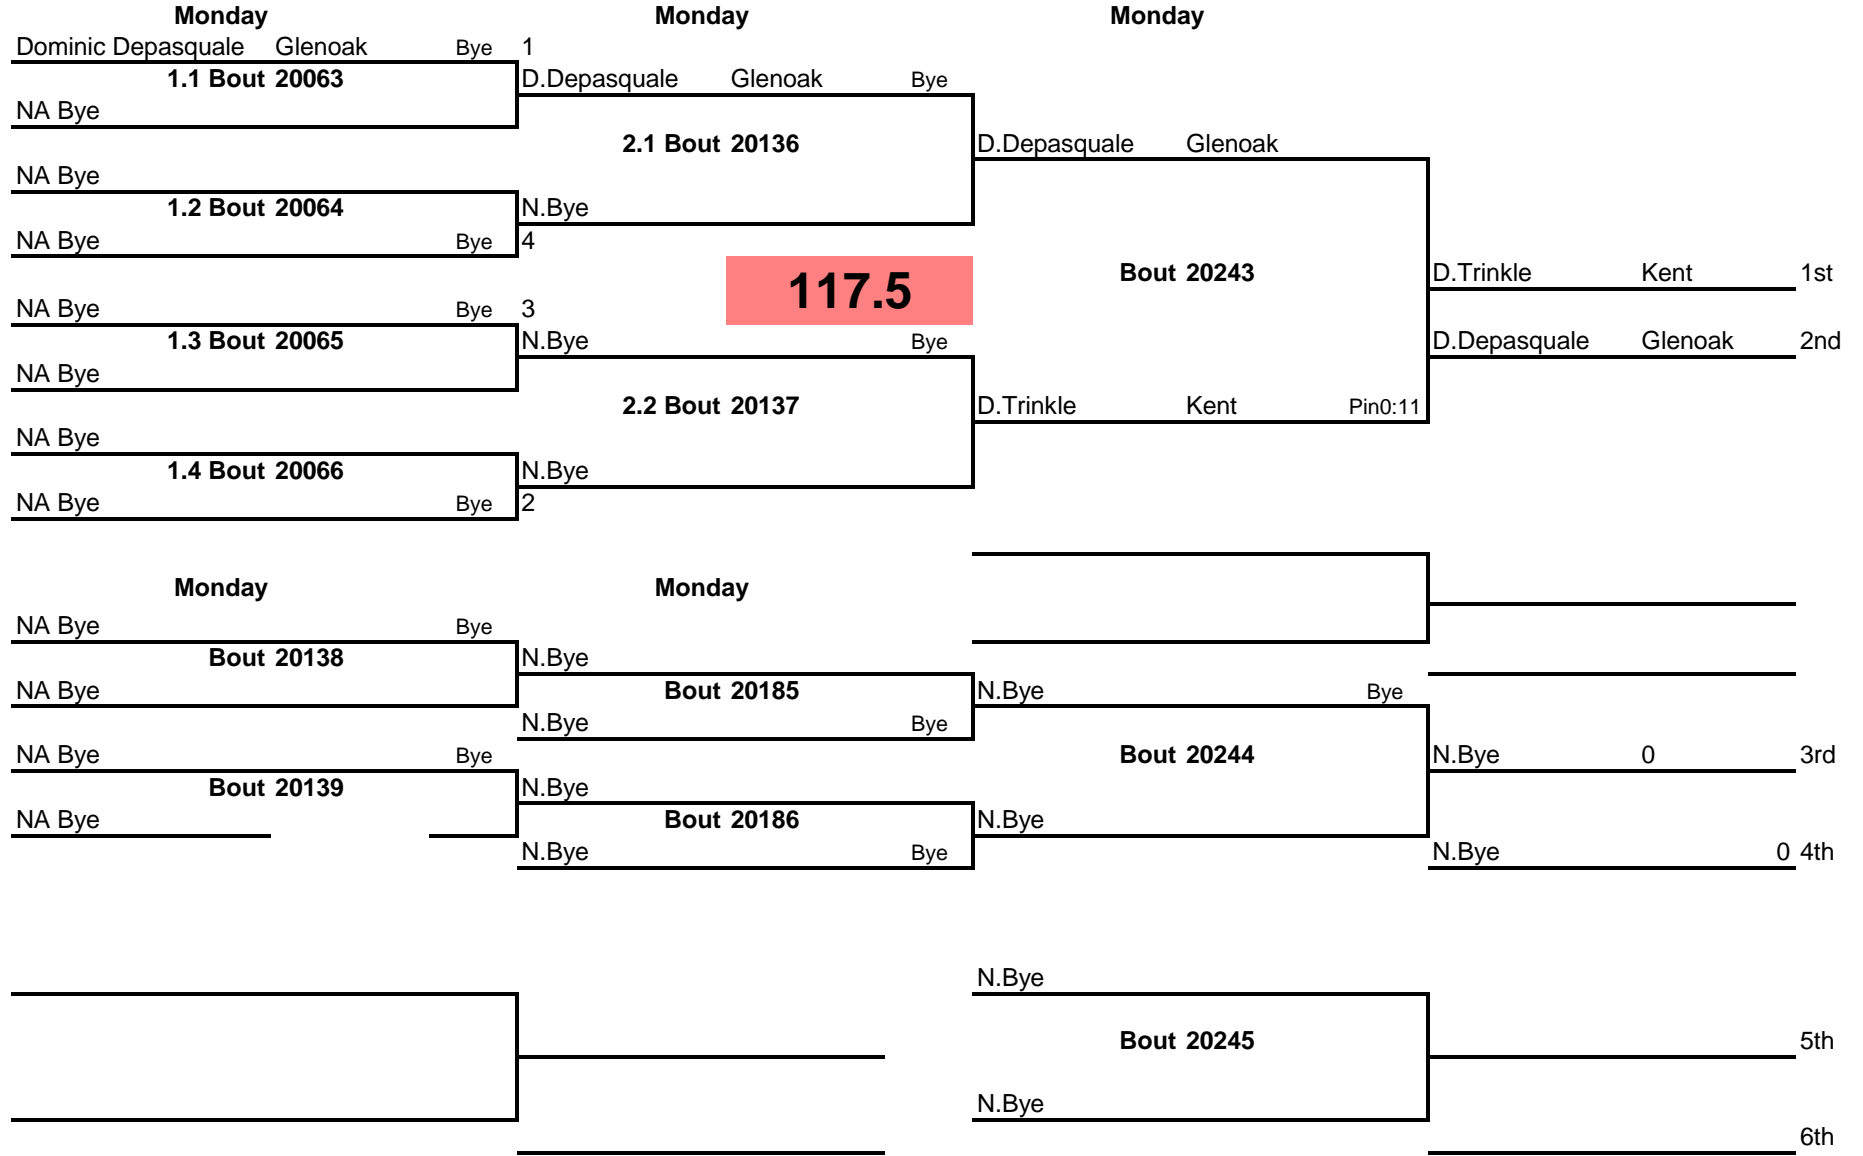 Monday Monday Monday
Dominic Depasquale Glenoak Bye 1
1.1 Bout 20063 D.Depasquale Glenoak Bye
NA Bye
2.1 Bout 20136 D.Depasquale Glenoak
NA Bye
1.2 Bout 20064 N.Bye
NA Bye Bye 4
117.5 Bout 20243 D.Trinkle Kent 1st
NA Bye Bye 3
1.3 Bout 20065 N.Bye Bye D.Depasquale Glenoak 2nd
NA Bye
2.2 Bout 20137 D.Trinkle Kent Pin0:11
NA Bye
1.4 Bout 20066 N.Bye
NA Bye Bye 2
Monday Monday
NA Bye Bye
Bout 20138 N.Bye
NA Bye Bout 20185 N.Bye Bye
N.Bye Bye
NA Bye Bye Bout 20244 N.Bye 0 3rd
Bout 20139 N.Bye
NA Bye Bout 20186 N.Bye
N.Bye Bye N.Bye 0 4th
N.Bye
Bout 20245 5th
N.Bye
6th